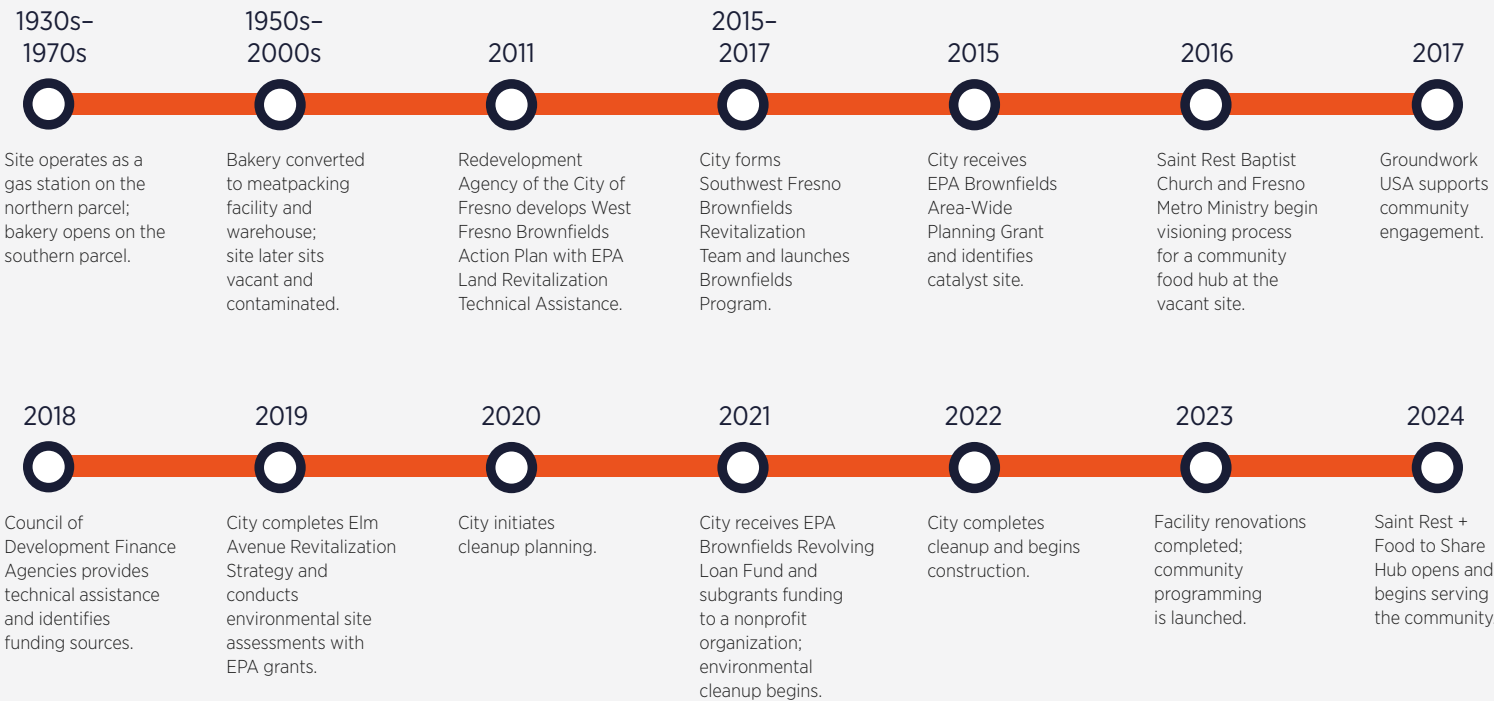 1930s–
1970s
Site operates as a
gas station on the
northern parcel;
bakery opens on the
southern parcel.
1950s–
2000s
Bakery converted
to meatpacking
facility and
warehouse;
site later sits
vacant and
contaminated.
2011
Redevelopment
Agency of the City of
Fresno develops West
Fresno Brownfields
Action Plan with EPA
Land Revitalization
Technical Assistance.
2015–
2017
City forms
Southwest Fresno
Brownfields
Revitalization
Team and launches
Brownfields
Program.
2015
City receives
EPA Brownfields
Area-Wide
Planning Grant
and identifies
catalyst site.
2016
Saint Rest Baptist
Church and Fresno
Metro Ministry begin
visioning process
for a community
food hub at the
vacant site.
2017
Groundwork
USA supports
community
engagement.
2018
Council of
Development Finance
Agencies provides
technical assistance
and identifies
funding sources.
2019
City completes Elm
Avenue Revitalization
Strategy and
conducts
environmental site
assessments with
EPA grants.
2020
City initiates
cleanup planning.
2021
City receives EPA
Brownfields Revolving
Loan Fund and
subgrants funding
to a nonprofit
organization;
environmental
cleanup begins.
2022
City completes
cleanup and begins
construction.
2023
Facility renovations
completed;
community
programming
is launched.
2024
Saint Rest +
Food to Share
Hub opens and
begins serving
the community.